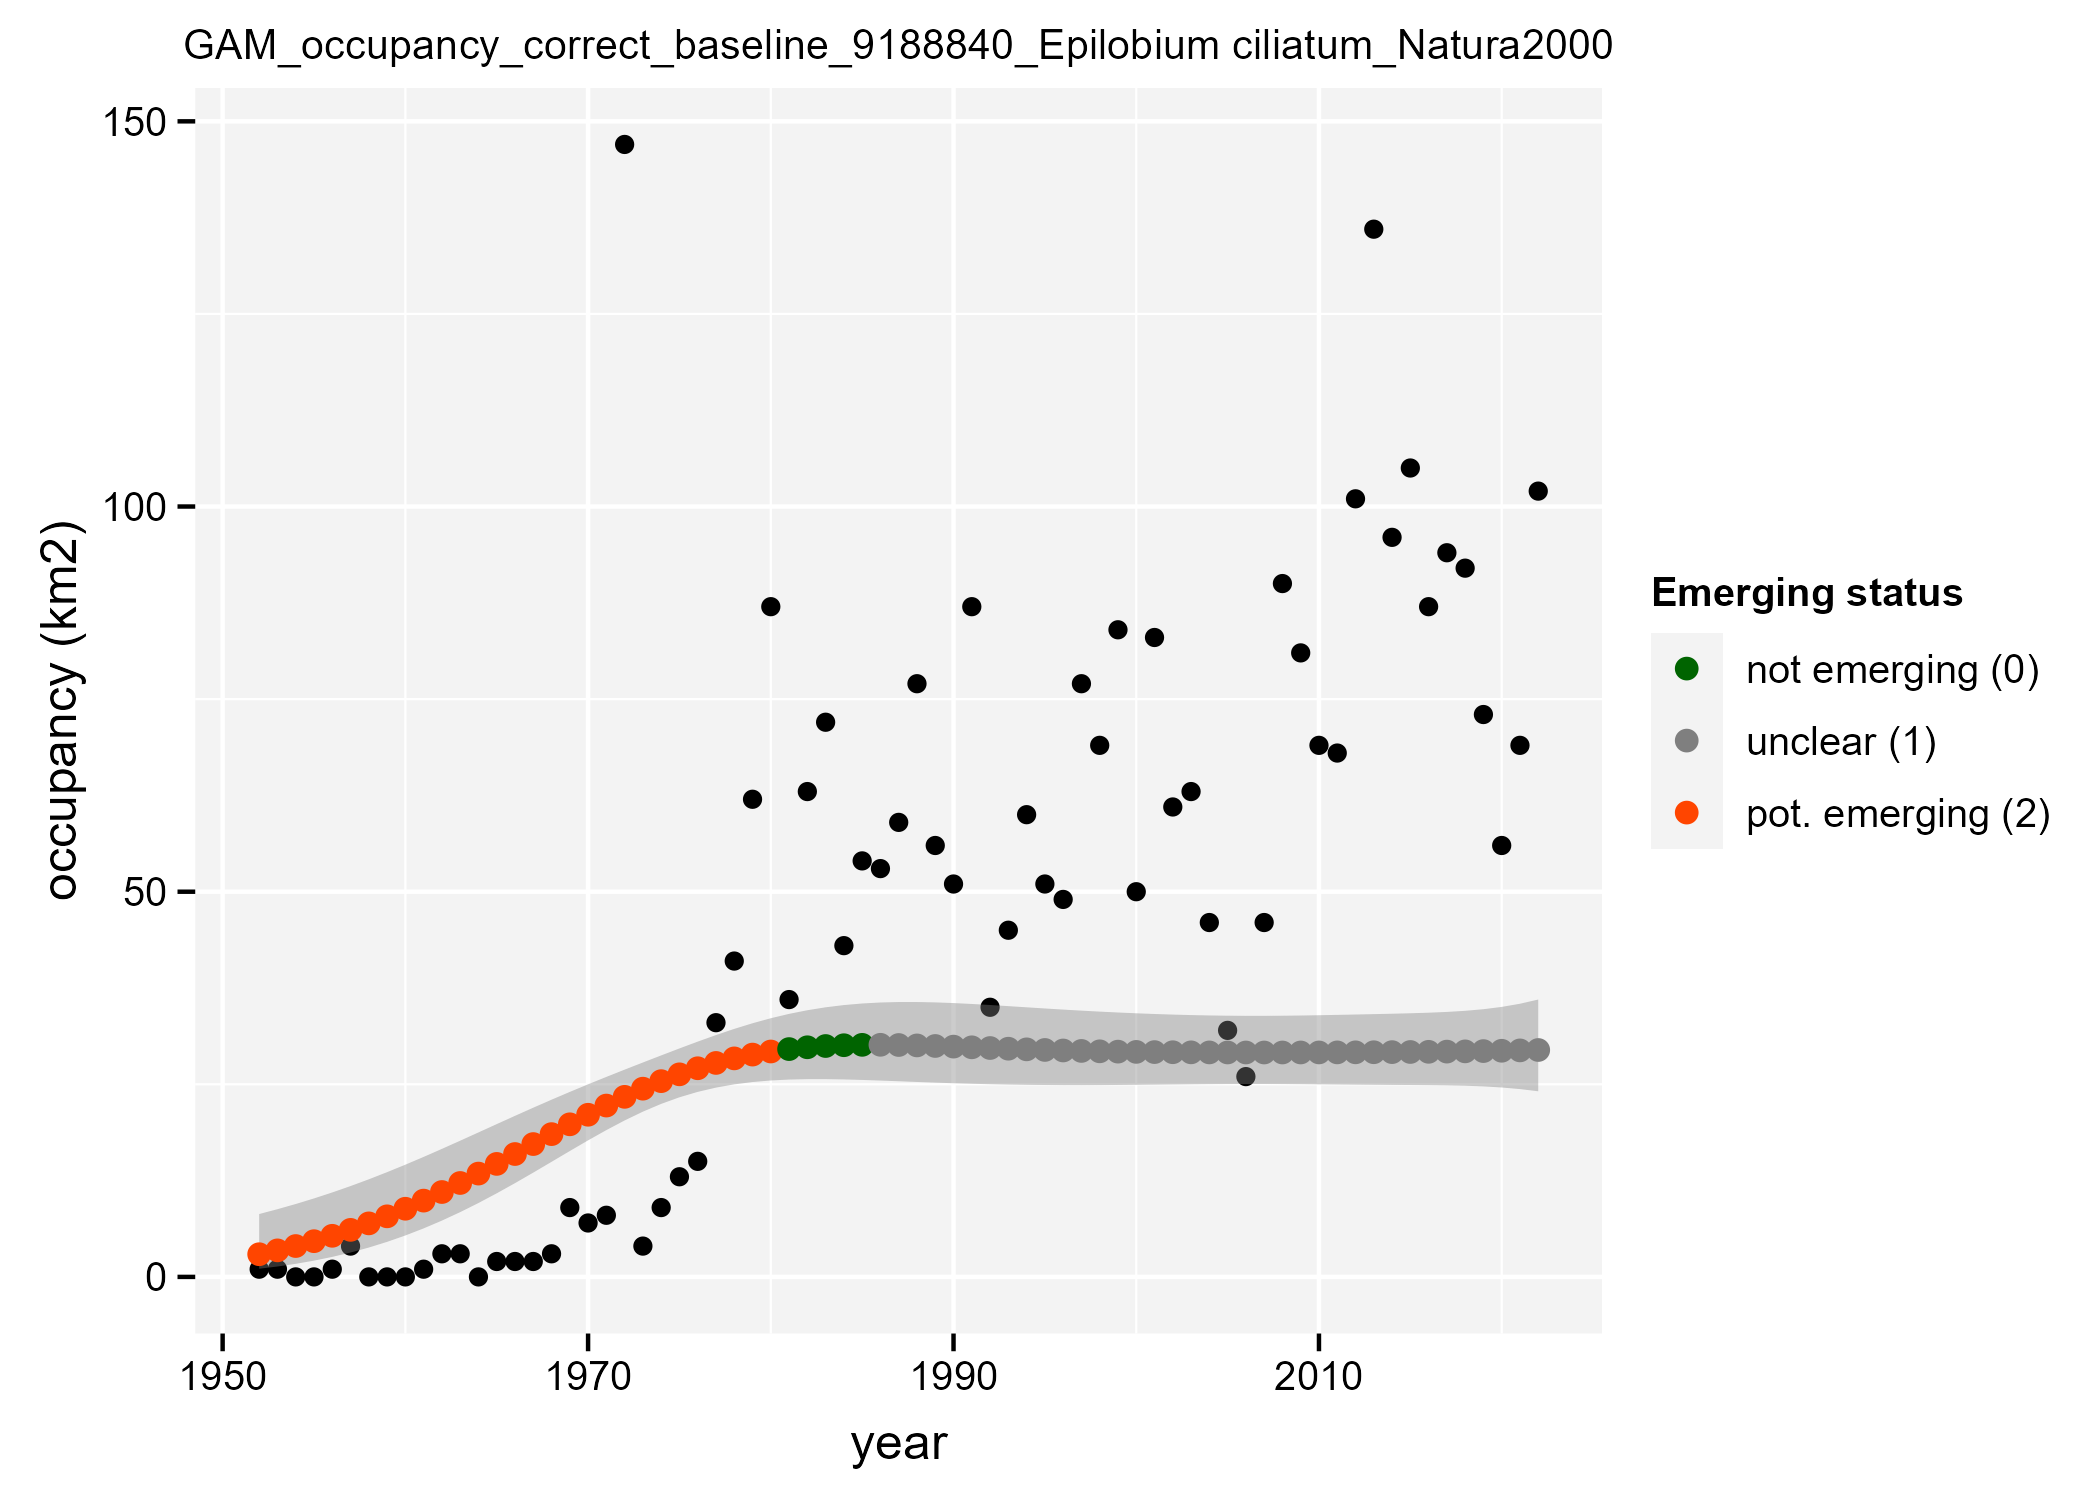 GAM_occupancy_correct_baseline_9188840_Epilobium ciliatum_Natura2000
150
100
50
0
occupancy (km2)
1950
1970
1990
2010
year
Emerging status
not emerging (0)
unclear (1)
pot. emerging (2)